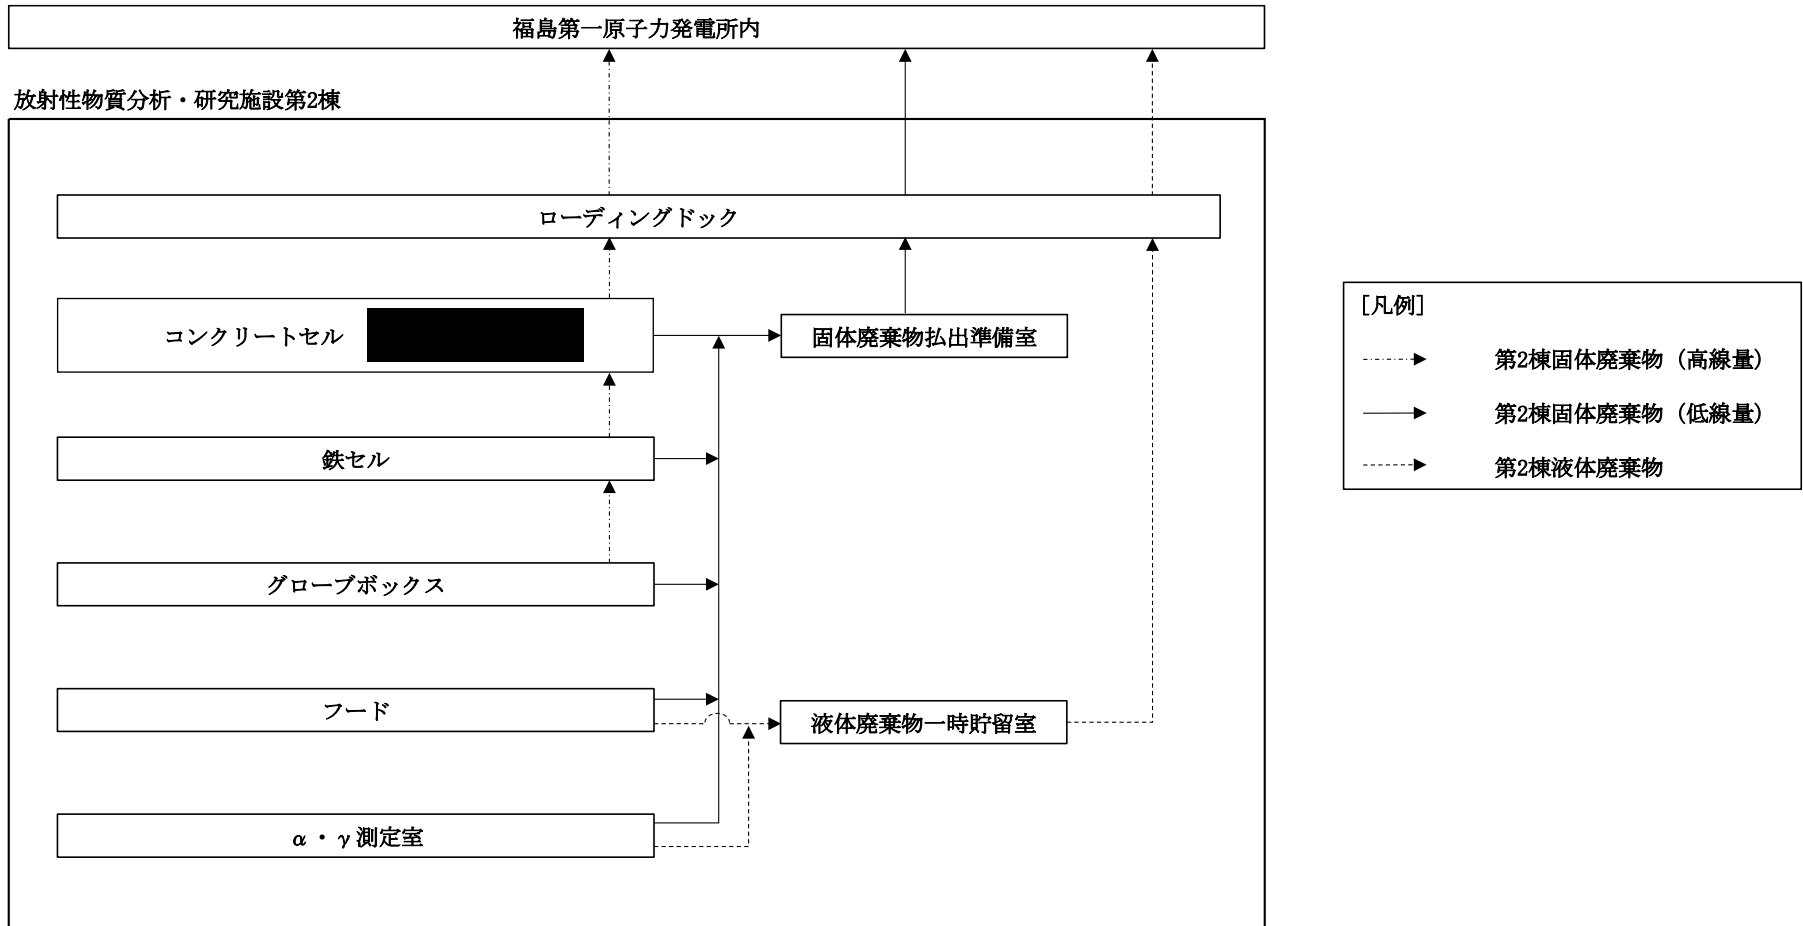 福島第一原子力発電所内
放射性物質分析・研究施設第2棟
ローディングドック
コンクリートセル
固体廃棄物払出準備室
鉄セル
グローブボックス
フード
液体廃棄物一時貯留室
α・γ測定室
[凡例]
第2棟固体廃棄物（高線量）
第2棟固体廃棄物（低線量）
第2棟液体廃棄物